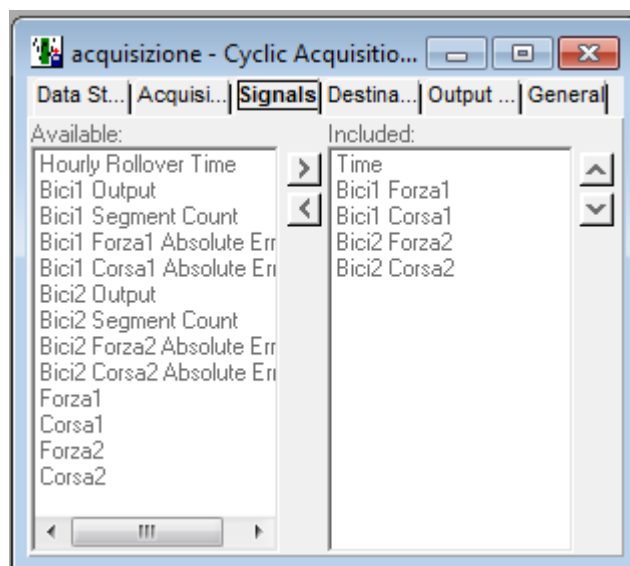 acquisizione - Cyclic Acquisitio...
Data St... Acquisi... Signals Destina... Output ... General
Available:
Included:
Hourly Rollover Time
Bici1 Output
Bici1 Segment Count
Bici1 Forza1 Absolute Err
Bici1 Corsa1 Absolute Err
Bici2 Output
Bici2 Segment Count
Bici2 Forza2 Absolute Err
Bici2 Corsa2 Absolute Err
Forza1
Corsa1
Forza2
Corsa2
Time
Bici1 Forza1
Bici1 Corsa1
Bici2 Forza2
Bici2 Corsa2